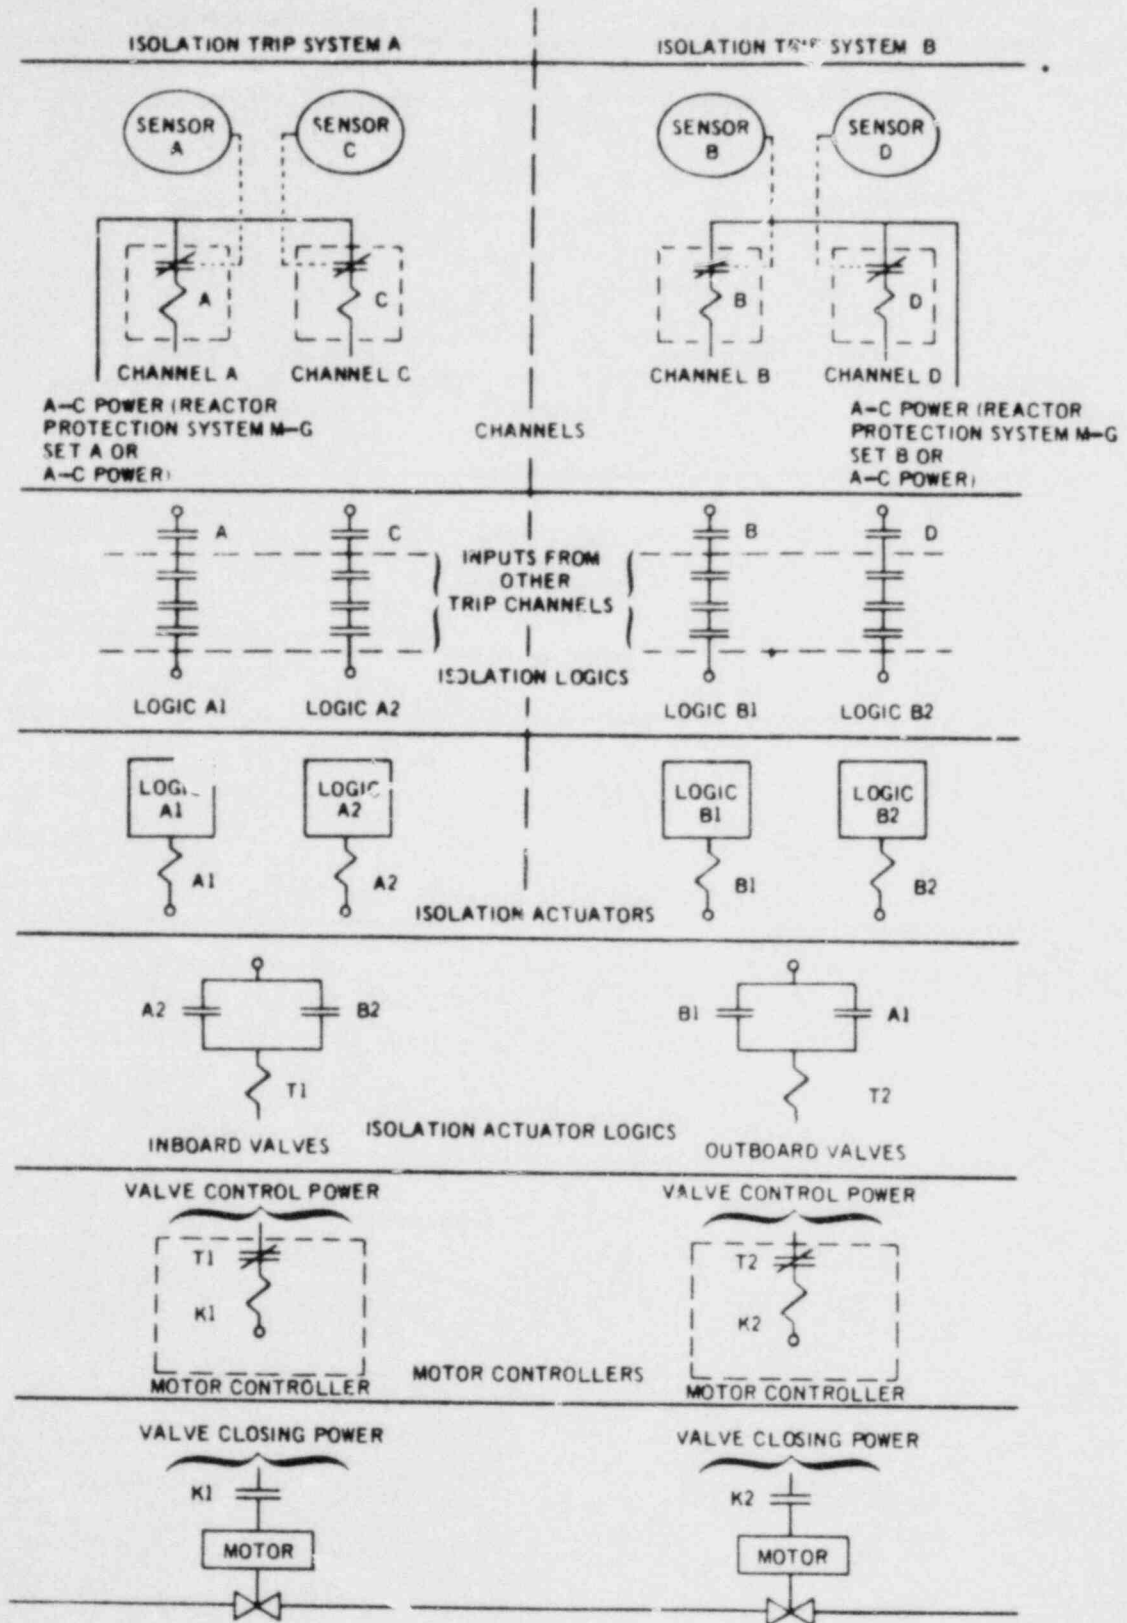 ISOLATION TRIP SYSTEM A
ISOLATION SYSTEM B
SENSOR
A
SENSOR
C
SENSOR
B
SENSOR
D
A
C
B
D
CHANNEL A
CHANNEL C
CHANNEL B
CHANNEL D
A-C POWER (REACTOR
PROTECTION SYSTEM M-G
SET A OR
A-C POWER)
CHANNELS
A-C POWER (REACTOR
PROTECTION SYSTEM M-G
SET B OR
A-C POWER)
A
C
B
D
INPUTS FROM
OTHER
TRIP CHANNELS
ISOLATION LOGICS
LOGIC A1
LOGIC A2
LOGIC B1
LOGIC B2
A1
LOGIC
A2
LOGIC
B1
LOGIC
B2
A1
A2
B1
B2
ISOLATION ACTUATORS
A2
B2
B1
A1
T1
T2
ISOLATION ACTUATOR LOGICS
INBOARD VALVES
OUTBOARD VALVES
VALVE CONTROL POWER
VALVE CONTROL POWER
T1
T2
K1
K2
MOTOR CONTROLLERS
MOTOR CONTROLLER
MOTOR CONTROLLER
VALVE CLOSING POWER
VALVE CLOSING POWER
K1
K2
MOTOR
MOTOR